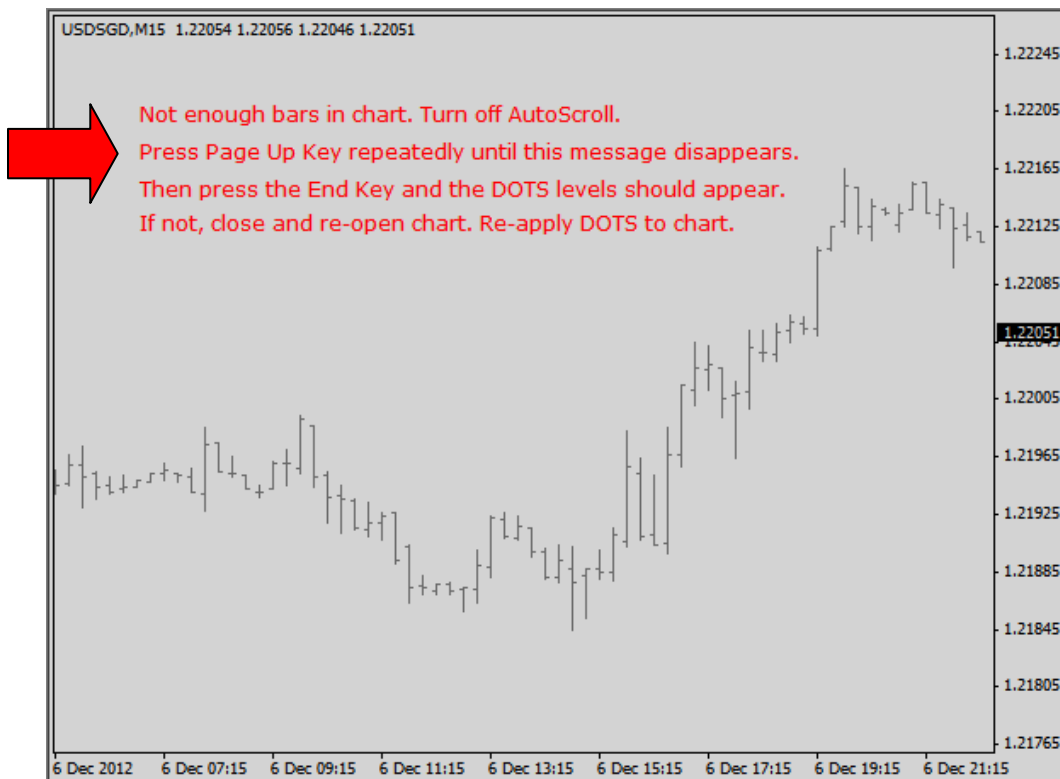 USDSGD,M15 1.22054 1.22056 1.22046 1.22051
Not enough bars in chart. Turn off AutoScroll.
Press Page Up Key repeatedly until this message disappears.
Then press the End Key and the DOTS levels should appear.
If not, close and re-open chart. Re-apply DOTS to chart.
1.22245
1.22205
1.22165
1.22125
1.22085
1.22051
1.22045
1.22005
1.21965
1.21925
1.21885
1.21845
1.21805
1.21765
6 Dec 2012 6 Dec 07:15 6 Dec 09:15 6 Dec 11:15 6 Dec 13:15 6 Dec 15:15 6 Dec 17:15 6 Dec 19:15 6 Dec 21:15